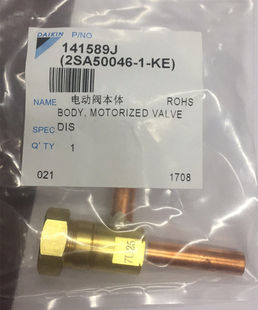 DAIKIN P/NO
141589J
(2SA50046-1-KE)
NAME 电动阀本体 ROHS
BODY, MOTORIZED VALVE
SPEC. DIS
Q'TY 1
021 1708